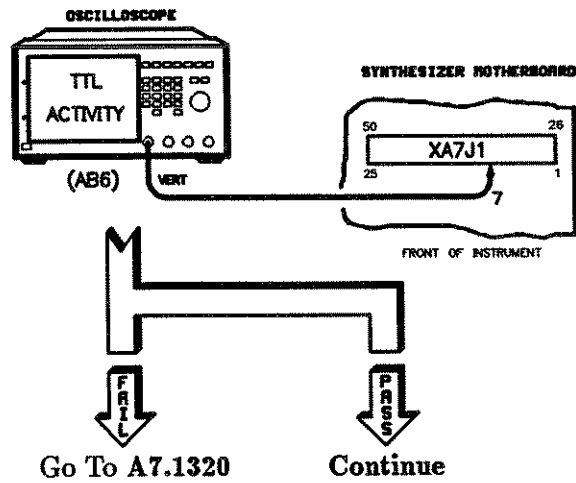 OSCILLOSCOPE
TTL
ACTIVITY
(AB6)
VERT
SYNTHESIZER MOTHERBOARD
50
26
XA7J1
25
1
7
FRONT OF INSTRUMENT
FAIL
PASS
Go To A7.1320
Continue